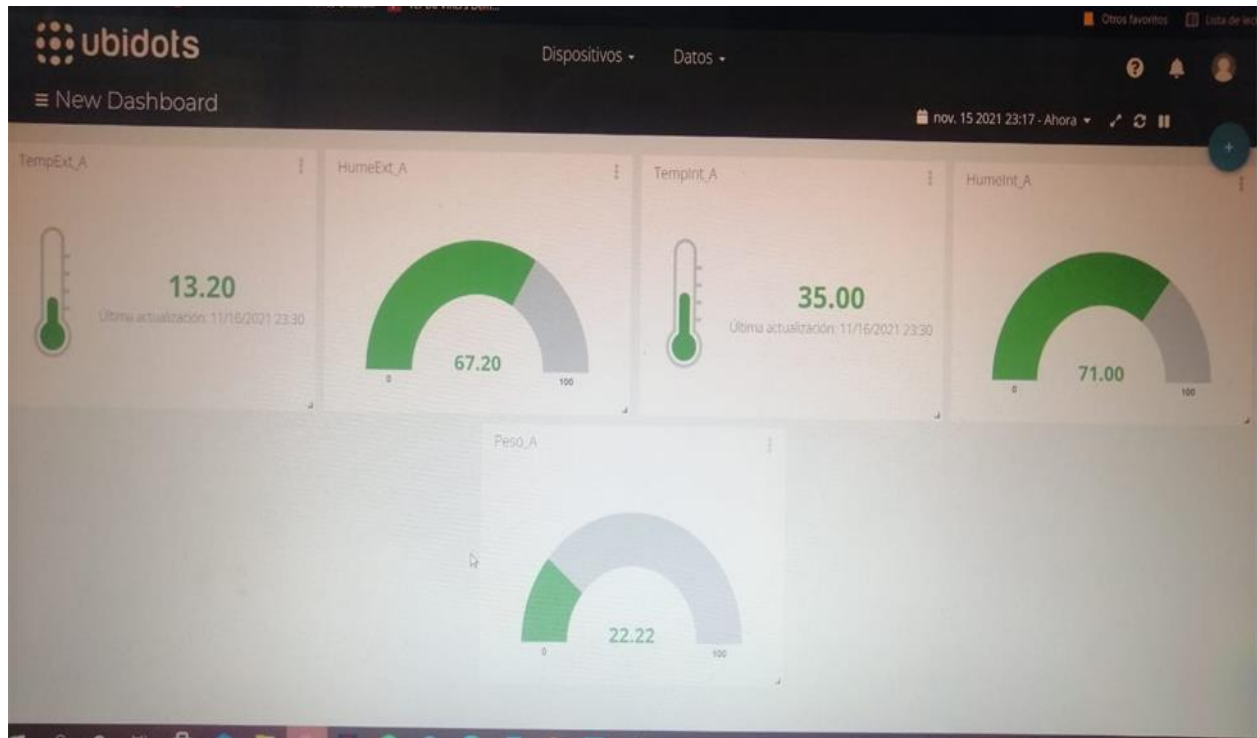 Otros favoritos
ubidots
Dispositivos
Datos
New Dashboard
nov. 15 2021 23:17 - Ahora
TempExt_A
HumeExt_A
TempInt_A
HumeInt_A
13.20
Última actualización: 11/16/2021 23:30
67.20
0
100
35.00
Última actualización: 11/16/2021 23:30
71.00
0
100
Peso_A
22.22
0
100